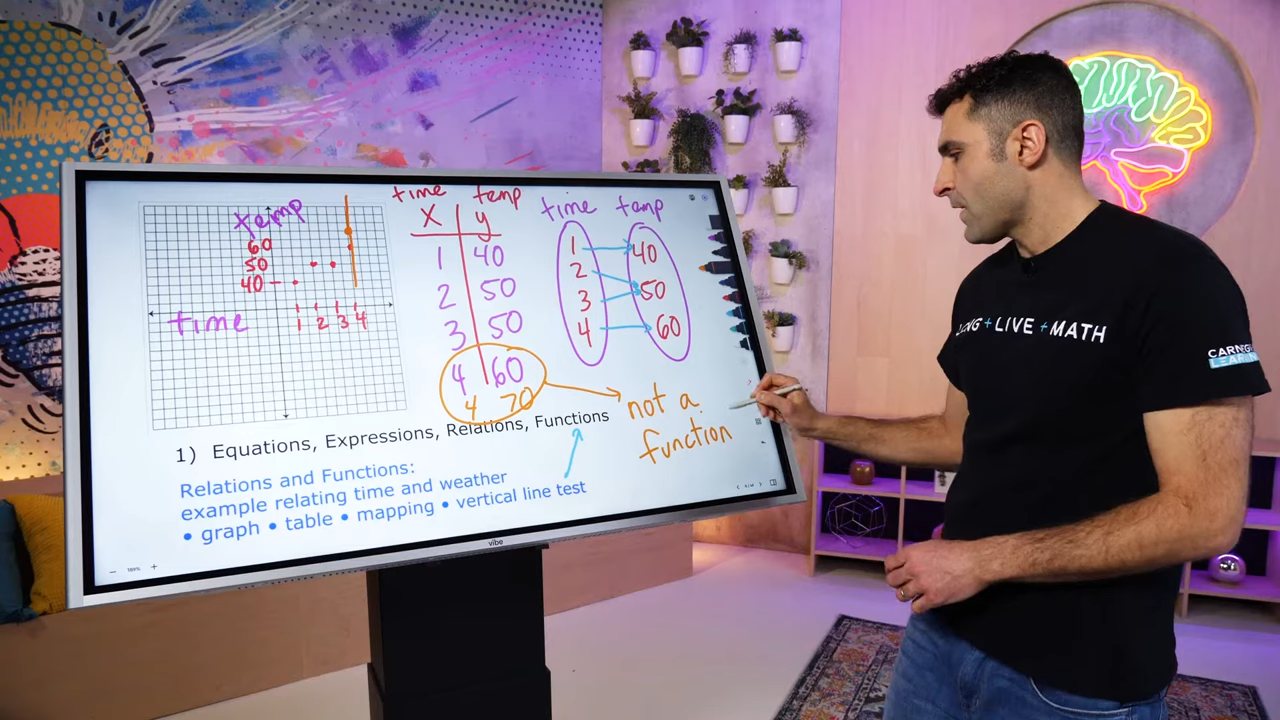 temp
60
50
40
time
1 2 3 4
time temp
X y
1 40
2 50
3 50
4 60
4 70
time temp
1 40
2 50
3 60
4
not a
function
1) Equations, Expressions, Relations, Functions
Relations and Functions:
example relating time and weather
• graph • table • mapping • vertical line test
vibe
LONG + LIVE + MATH
CARNEGIE
LEARNING